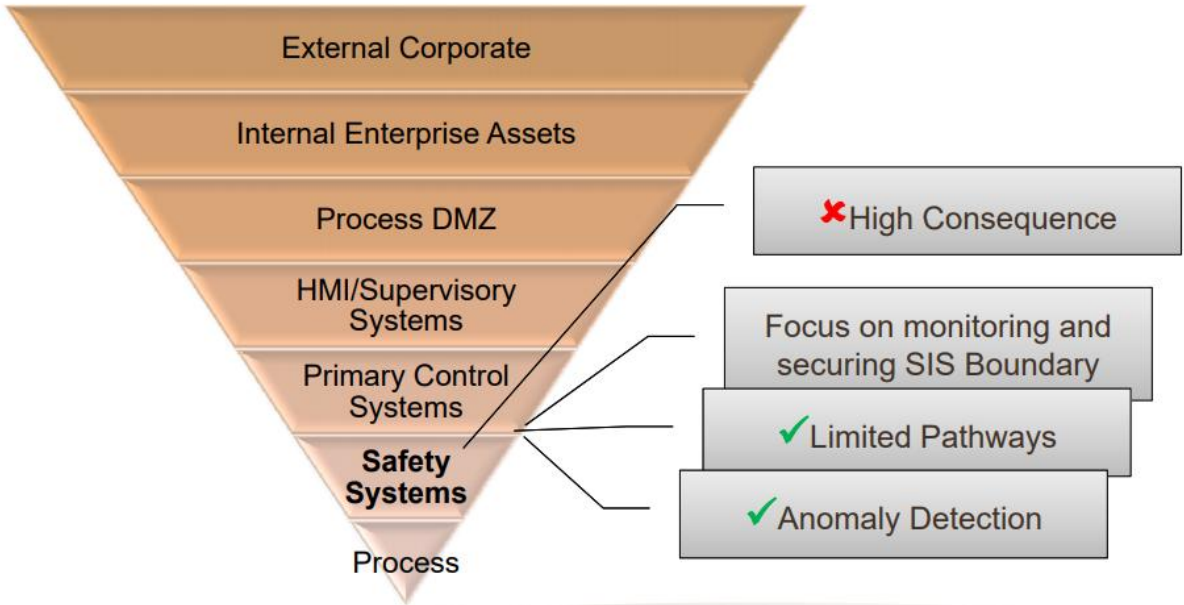 External Corporate
Internal Enterprise Assets
Process DMZ
HMI/Supervisory
Systems
Primary Control
Systems
Safety
Systems
Process
✘High Consequence
Focus on monitoring and
securing SIS Boundary
✓Limited Pathways
✓Anomaly Detection